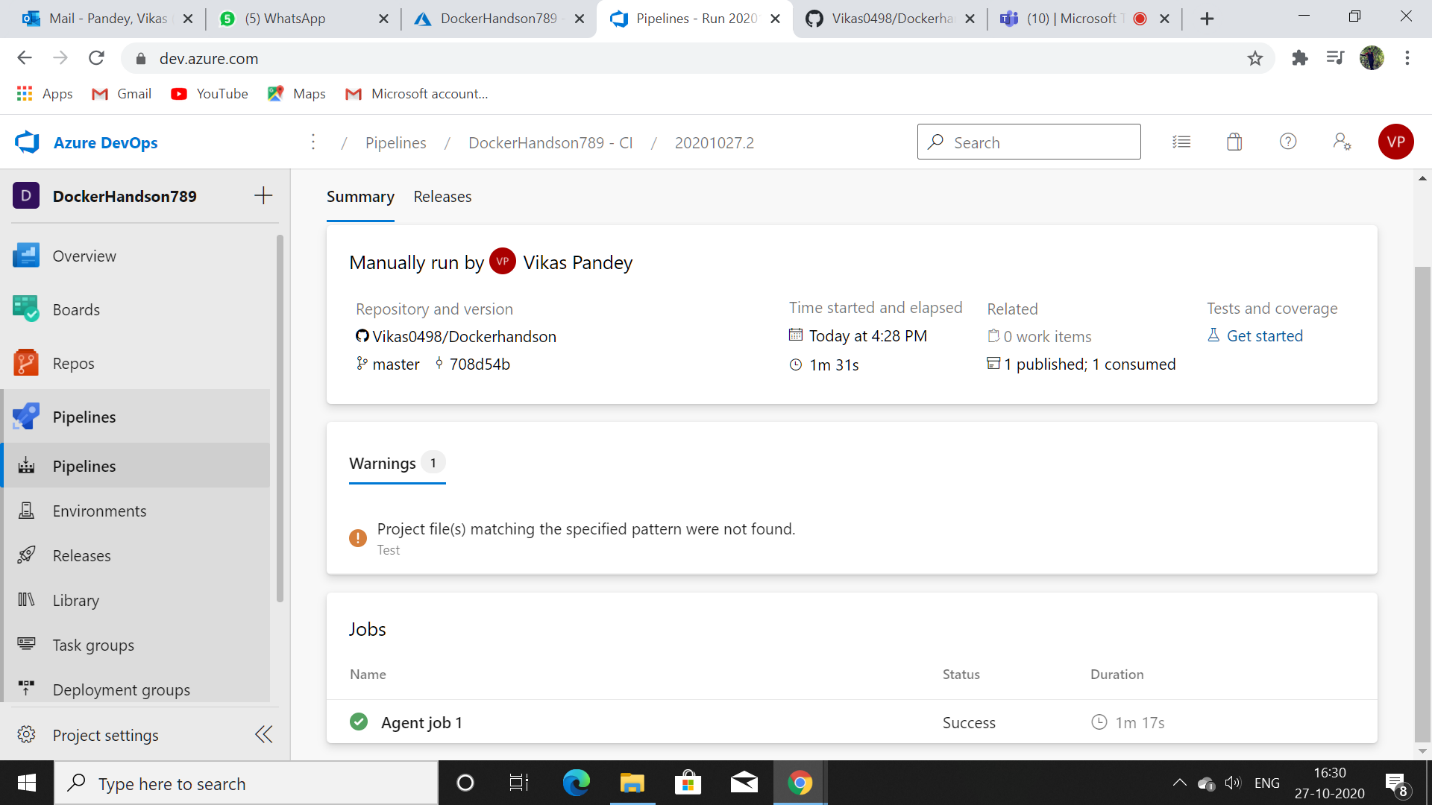 Mail - Pandey, Vikas
(5) WhatsApp
DockerHandson789 -
Pipelines - Run 2020
Vikas0498/Dockerha
(10) | Microsoft T
dev.azure.com
Apps
Gmail
YouTube
Maps
Microsoft account...
Azure DevOps
/ Pipelines / DockerHandson789 - CI / 20201027.2
Search
VP
D
DockerHandson789
Overview
Boards
Repos
Pipelines
Pipelines
Environments
Releases
Library
Task groups
Deployment groups
Project settings
Summary
Releases
Manually run by VP Vikas Pandey
Repository and version
Vikas0498/Dockerhandson
master 708d54b
Time started and elapsed
Today at 4:28 PM
1m 31s
Related
0 work items
1 published; 1 consumed
Tests and coverage
Get started
Warnings 1
Project file(s) matching the specified pattern were not found.
Test
Jobs
Name Status Duration
Agent job 1 Success 1m 17s
Type here to search
ENG
16:30
27-10-2020
8